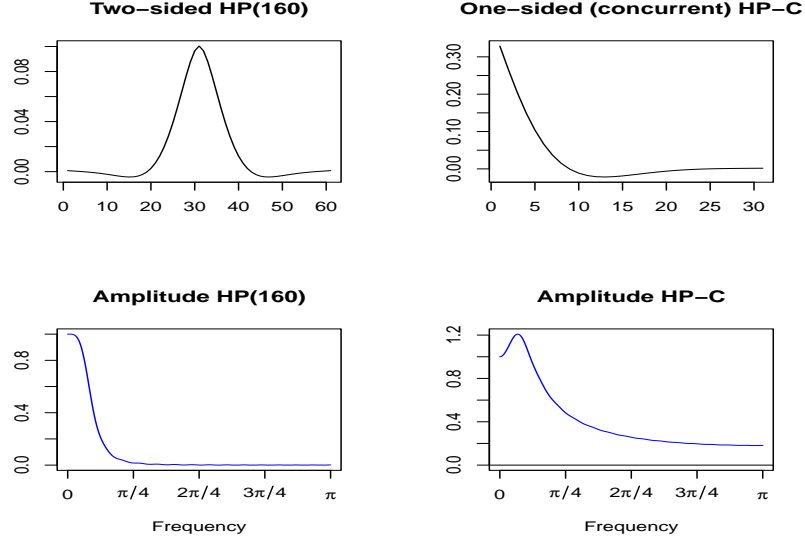 Two−sided HP(160)
0.00 0.04 0.08
0 10 20 30 40 50 60
One−sided (concurrent) HP−C
0.00 0.10 0.20 0.30
0 5 10 15 20 25 30
Amplitude HP(160)
0.0 0.4 0.8
0 π/4 2π/4 3π/4 π
Frequency
Amplitude HP−C
0.0 0.4 0.8 1.2
0 π/4 2π/4 3π/4 π
Frequency